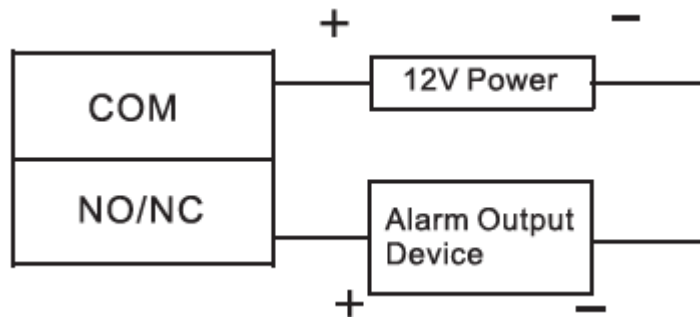 + −
COM
12V Power
NO/NC
Alarm Output
Device
+ −